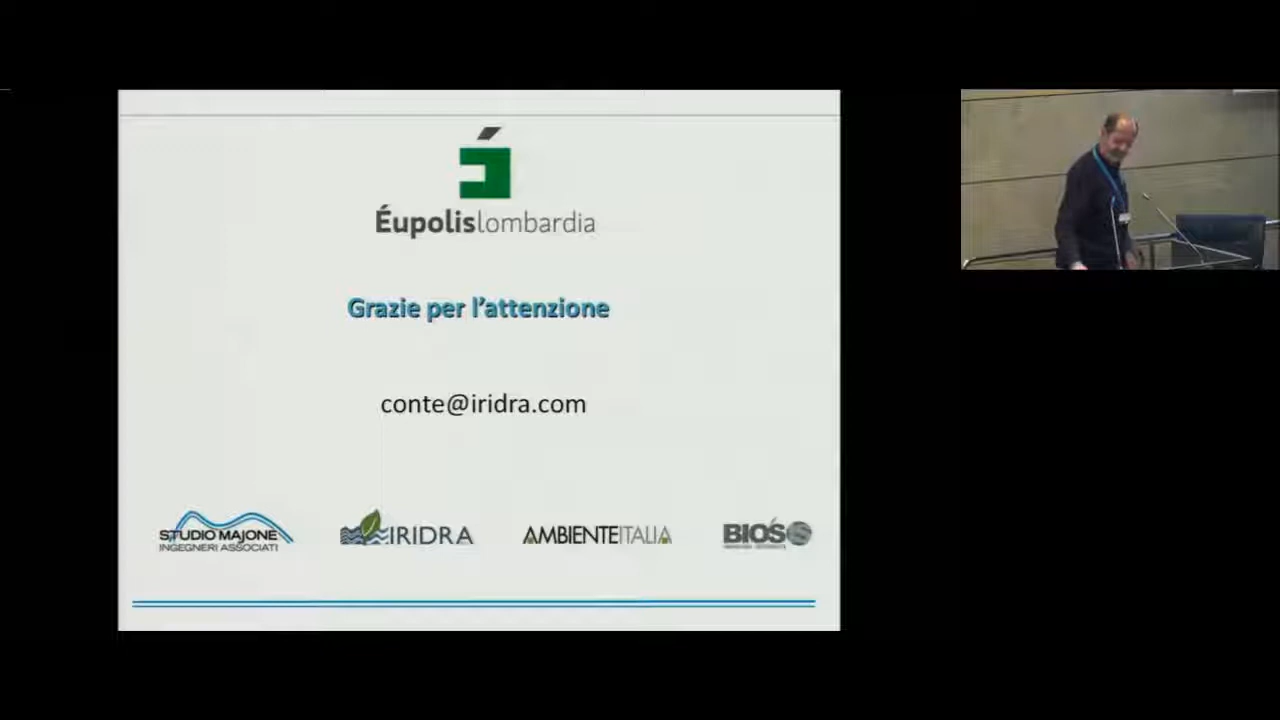 Éupolislombardia
Grazie per l'attenzione
conte@iridra.com
STUDIO MAJONE
INGEGNERI ASSOCIATI
IRIDRA
AMBIENTEITALIA
BIOS